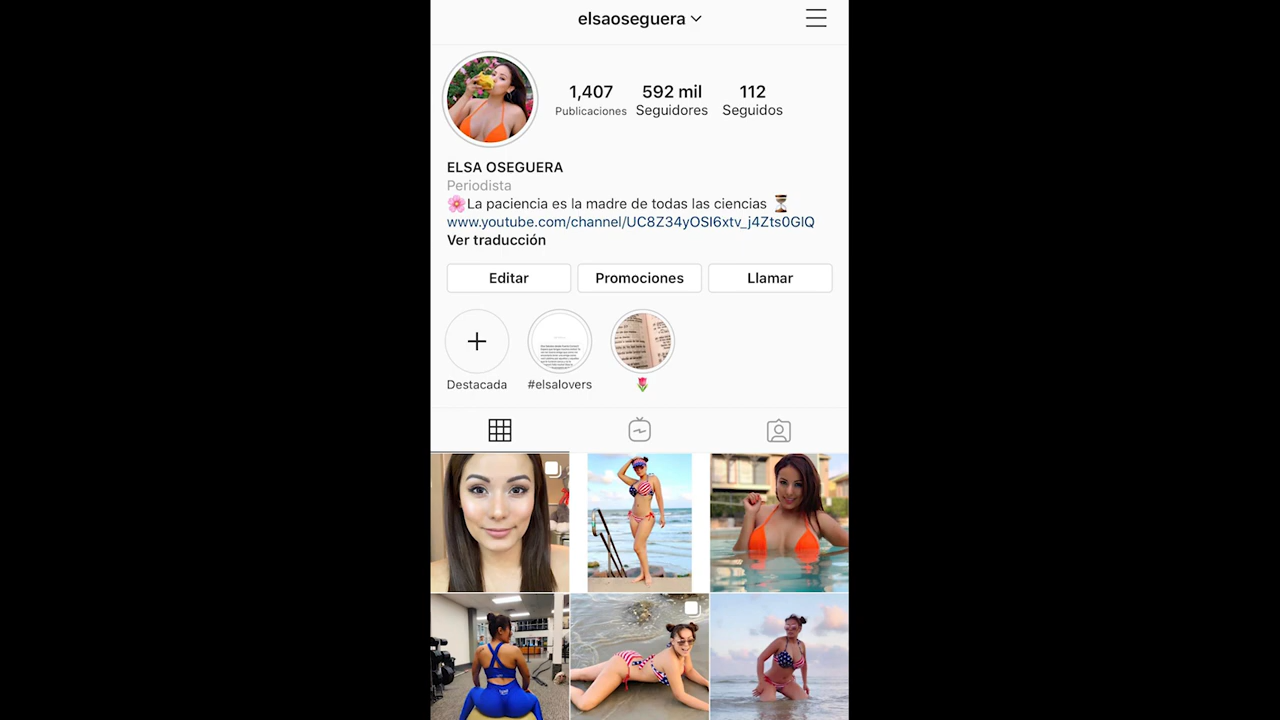 elsaoseguera
1,407 592 mil 112
Publicaciones Seguidores Seguidos
ELSA OSEGUERA
Periodista
🌸La paciencia es la madre de todas las ciencias ⏳
www.youtube.com/channel/UC8Z34yOSI6xtv_j4Zts0GlQ
Ver traducción
Editar Promociones Llamar
Destacada #elsalovers 🌷